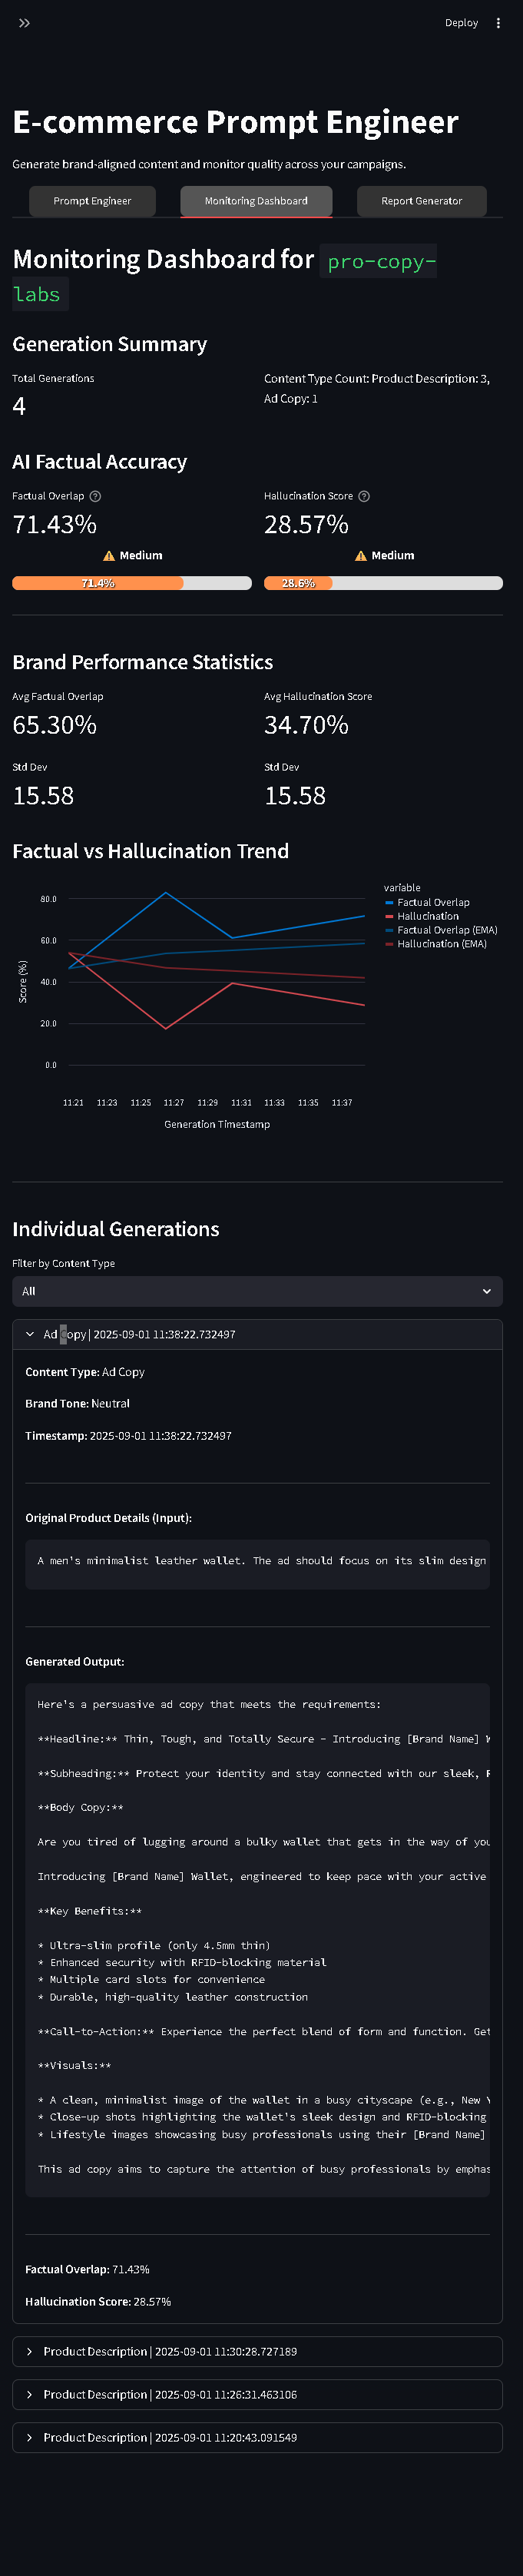 Deploy
E-commerce Prompt Engineer
Generate brand-aligned content and monitor quality across your campaigns.
Prompt Engineer
Monitoring Dashboard
Report Generator
Monitoring Dashboard for pro-copy-
labs
Generation Summary
Total Generations
4
Content Type Count: Product Description: 3,
Ad Copy: 1
AI Factual Accuracy
Factual Overlap
71.43%
Medium
71.4%
Hallucination Score
28.57%
Medium
28.6%
Brand Performance Statistics
Avg Factual Overlap
65.30%
Avg Hallucination Score
34.70%
Std Dev
15.58
Std Dev
15.58
Factual vs Hallucination Trend
variable
Factual Overlap
Hallucination
Factual Overlap (EMA)
Hallucination (EMA)
Score (%)
80.0
60.0
40.0
20.0
0.0
11:21 11:23 11:25 11:27 11:29 11:31 11:33 11:35 11:37
Generation Timestamp
Individual Generations
Filter by Content Type
All
Ad Copy | 2025-09-01 11:38:22.732497
Content Type: Ad Copy
Brand Tone: Neutral
Timestamp: 2025-09-01 11:38:22.732497
Original Product Details (Input):
A men's minimalist leather wallet. The ad should focus on its slim design
Generated Output:
Here's a persuasive ad copy that meets the requirements:
**Headline:** Thin, Tough, and Totally Secure - Introducing [Brand Name]
**Subheading:** Protect your identity and stay connected with our sleek,
**Body Copy:**
Are you tired of lugging around a bulky wallet that gets in the way of
Introducing [Brand Name] Wallet, engineered to keep pace with your active
**Key Benefits:**
* Ultra-slim profile (only 4.5mm thin)
* Enhanced security with RFID-blocking material
* Multiple card slots for convenience
* Durable, high-quality leather construction
**Call-to-Action:** Experience the perfect blend of form and function. Get
**Visuals:**
* A clean, minimalist image of the wallet in a busy cityscape (e.g., New
* Close-up shots highlighting the wallet's sleek design and RFID-blocking
* Lifestyle images showcasing busy professionals using their [Brand Name]
This ad copy aims to capture the attention of busy professionals by emphas
Factual Overlap: 71.43%
Hallucination Score: 28.57%
Product Description | 2025-09-01 11:30:28.727189
Product Description | 2025-09-01 11:26:31.463106
Product Description | 2025-09-01 11:20:43.091549